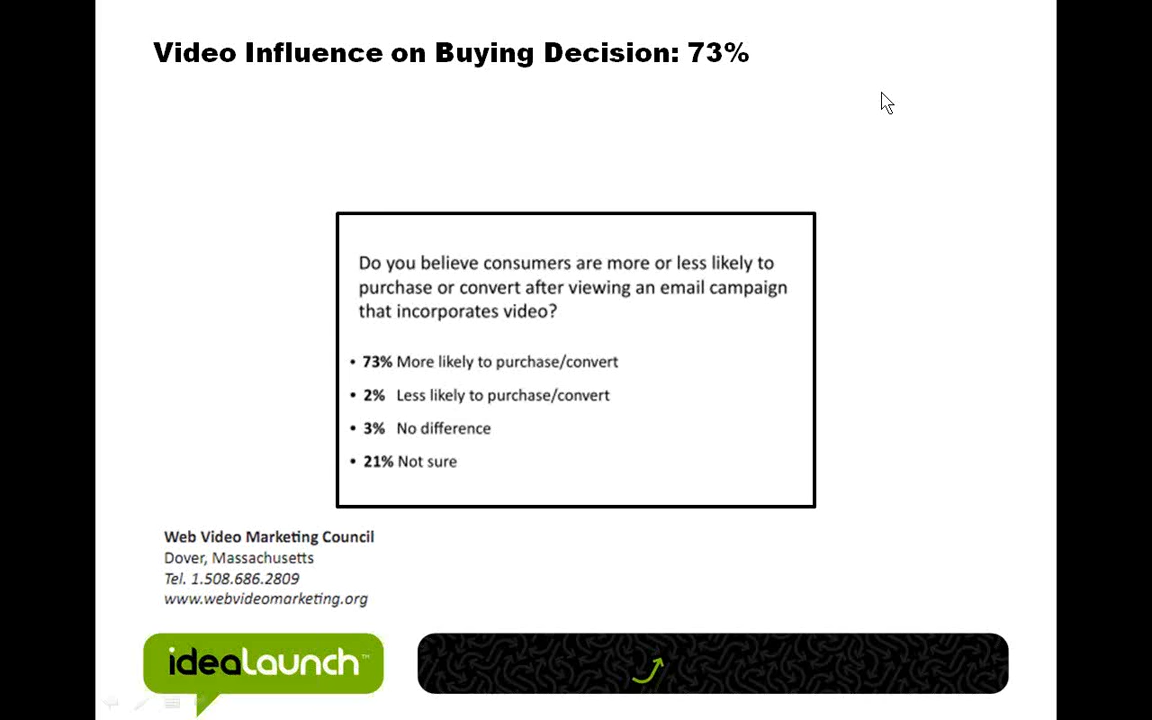 Video Influence on Buying Decision: 73%
Do you believe consumers are more or less likely to
purchase or convert after viewing an email campaign
that incorporates video?
• 73% More likely to purchase/convert
• 2% Less likely to purchase/convert
• 3% No difference
• 21% Not sure
Web Video Marketing Council
Dover, Massachusetts
Tel. 1.508.686.2809
www.webvideomarketing.org
idealaunch™